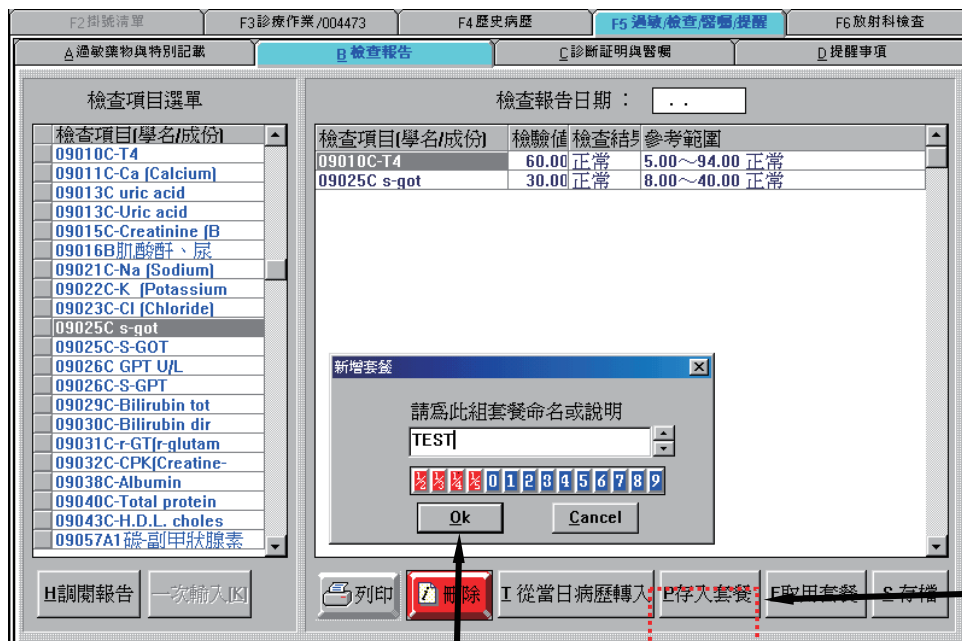 F2掛號清單 F3診療作業/004473 F4歷史病歷 F5過敏/檢查/醫囑/提醒 F6放射科檢查
A過敏藥物與特別記載 B檢查報告 C診斷証明與醫囑 D提醒事項
檢查項目選單
檢查項目(學名/成份)
09010C-T4
09011C-Ca (Calcium)
09013C uric acid
09013C-Uric acid
09015C-Creatinine (B
09016B肌酸酐、尿
09021C-Na (Sodium)
09022C-K (Potassium
09023C-Cl (Chloride)
09025C s-got
09025C-S-GOT
09026C GPT U/L
09026C-S-GPT
09029C-Bilirubin tot
09030C-Bilirubin dir
09031C-r-GT(r-glutam
09032C-CPK(Creatine-
09038C-Albumin
09040C-Total protein
09043C-H.D.L. choles
09057A1碳-副甲狀腺素
H調閱報告 一次輸入[K]
檢查報告日期： . .
檢查項目(學名/成份) 檢驗值 檢查結 參考範圍
09010C-T4 60.00 正常 5.00～94.00 正常
09025C s-got 30.00 正常 8.00～40.00 正常
新增套餐
請為此組套餐命名或說明
TEST
½ ⅓ ¼ ⅕ 0 1 2 3 4 5 6 7 8 9
Ok Cancel
列印 刪除 I從當日病歷轉入 P存入套餐 F取用套餐 S存檔